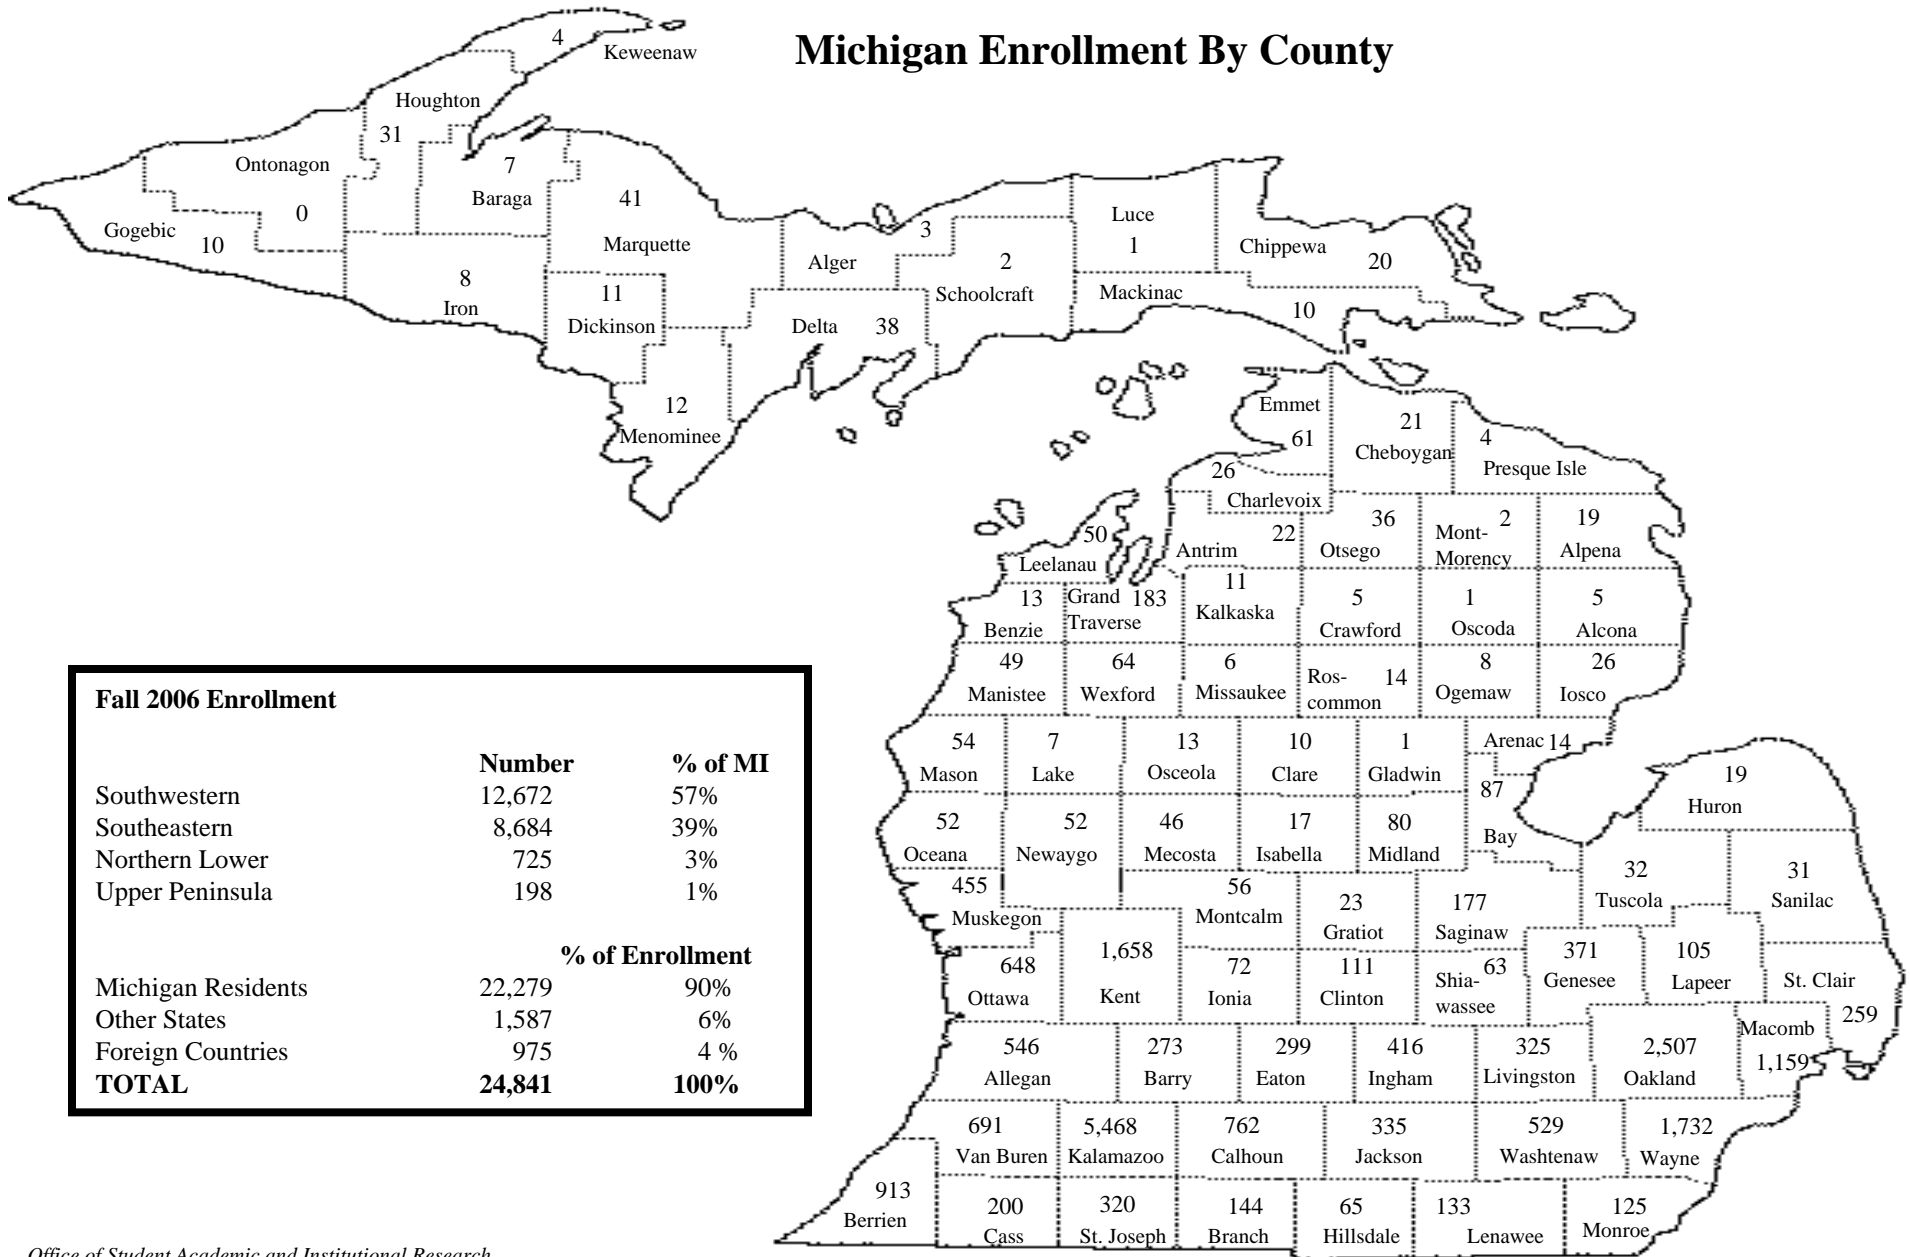 Michigan Enrollment By County
4
Keweenaw
Houghton
31
Ontonagon
0
7
Baraga
41
Marquette
Gogebic
10
8
Iron
11
Dickinson
12
Menominee
3
Alger
Delta 38
2
Schoolcraft
Luce
1
Chippewa
20
Mackinac
10
Emmet
61
21
Cheboygan
4
Presque Isle
26
Charlevoix
50
Leelanau
22
Antrim
36
Otsego
2
Mont-
Morency
19
Alpena
13
Benzie
Grand 183
Traverse
11
Kalkaska
5
Crawford
1
Oscoda
5
Alcona
49
Manistee
64
Wexford
6
Missaukee
Ros- 14
common
8
Ogemaw
26
Iosco
54
Mason
7
Lake
13
Osceola
10
Clare
1
Gladwin
Arenac 14
87
Bay
19
Huron
52
Oceana
52
Newaygo
46
Mecosta
17
Isabella
80
Midland
32
Tuscola
31
Sanilac
455
Muskegon
56
Montcalm
23
Gratiot
177
Saginaw
648
Ottawa
1,658
Kent
72
Ionia
111
Clinton
63
Shia-
wassee
371
Genesee
105
Lapeer
St. Clair
259
546
Allegan
273
Barry
299
Eaton
416
Ingham
325
Livingston
2,507
Oakland
Macomb
1,159
691
Van Buren
5,468
Kalamazoo
762
Calhoun
335
Jackson
529
Washtenaw
1,732
Wayne
913
Berrien
200
Cass
320
St. Joseph
144
Branch
65
Hillsdale
133
Lenawee
125
Monroe
Fall 2006 Enrollment
Number % of MI
Southwestern 12,672 57%
Southeastern 8,684 39%
Northern Lower 725 3%
Upper Peninsula 198 1%
% of Enrollment
Michigan Residents 22,279 90%
Other States 1,587 6%
Foreign Countries 975 4 %
TOTAL 24,841 100%
Office of Student Academic and Institutional Research